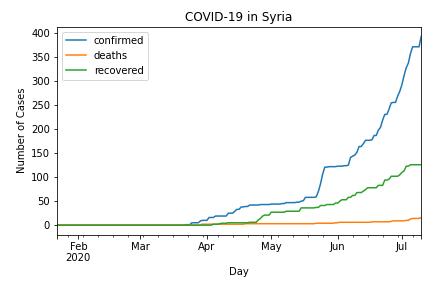 COVID-19 in Syria
confirmed
deaths
recovered
Number of Cases
400
350
300
250
200
150
100
50
0
Feb
2020
Mar
Apr
May
Jun
Jul
Day